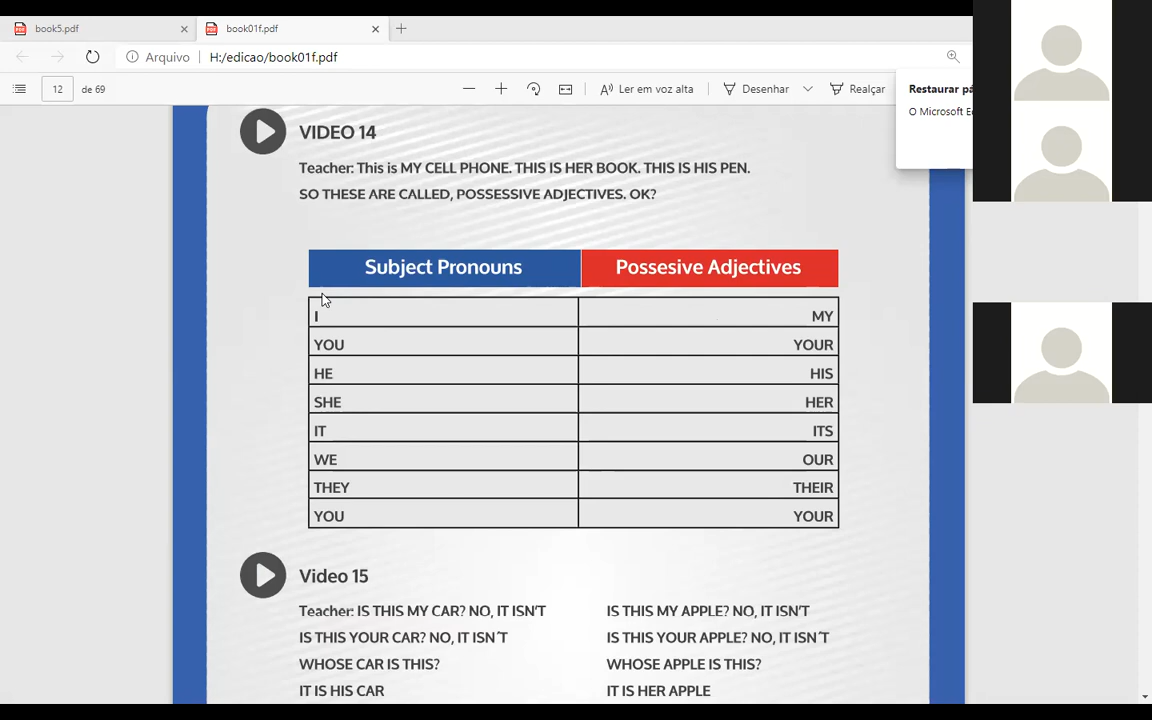 book5.pdf
book01f.pdf
Arquivo H:/edicao/book01f.pdf
12 de 69
Ler em voz alta
Desenhar
Realçar
Restaurar
O Microsoft
VIDEO 14
Teacher: This is MY CELL PHONE. THIS IS HER BOOK. THIS IS HIS PEN.
SO THESE ARE CALLED, POSSESSIVE ADJECTIVES. OK?
Subject Pronouns Possesive Adjectives
I MY
YOU YOUR
HE HIS
SHE HER
IT ITS
WE OUR
THEY THEIR
YOU YOUR
Video 15
Teacher: IS THIS MY CAR? NO, IT ISN'T
IS THIS YOUR CAR? NO, IT ISN´T
WHOSE CAR IS THIS?
IT IS HIS CAR
IS THIS MY APPLE? NO, IT ISN'T
IS THIS YOUR APPLE? NO, IT ISN´T
WHOSE APPLE IS THIS?
IT IS HER APPLE